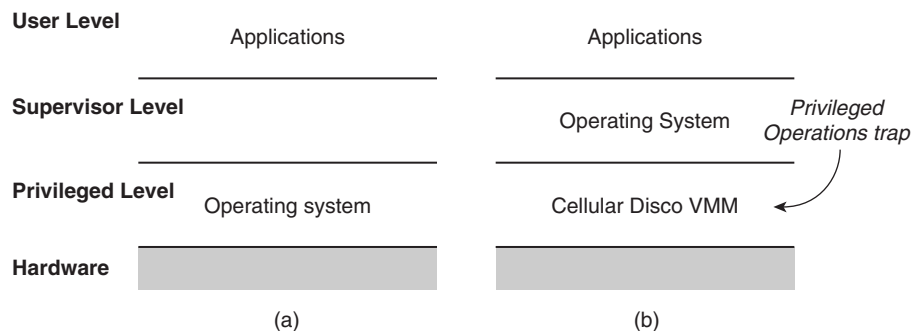 User Level
Applications
Applications
Supervisor Level
Operating System
Privileged
Operations trap
Privileged Level
Operating system
Cellular Disco VMM
Hardware
(a)
(b)